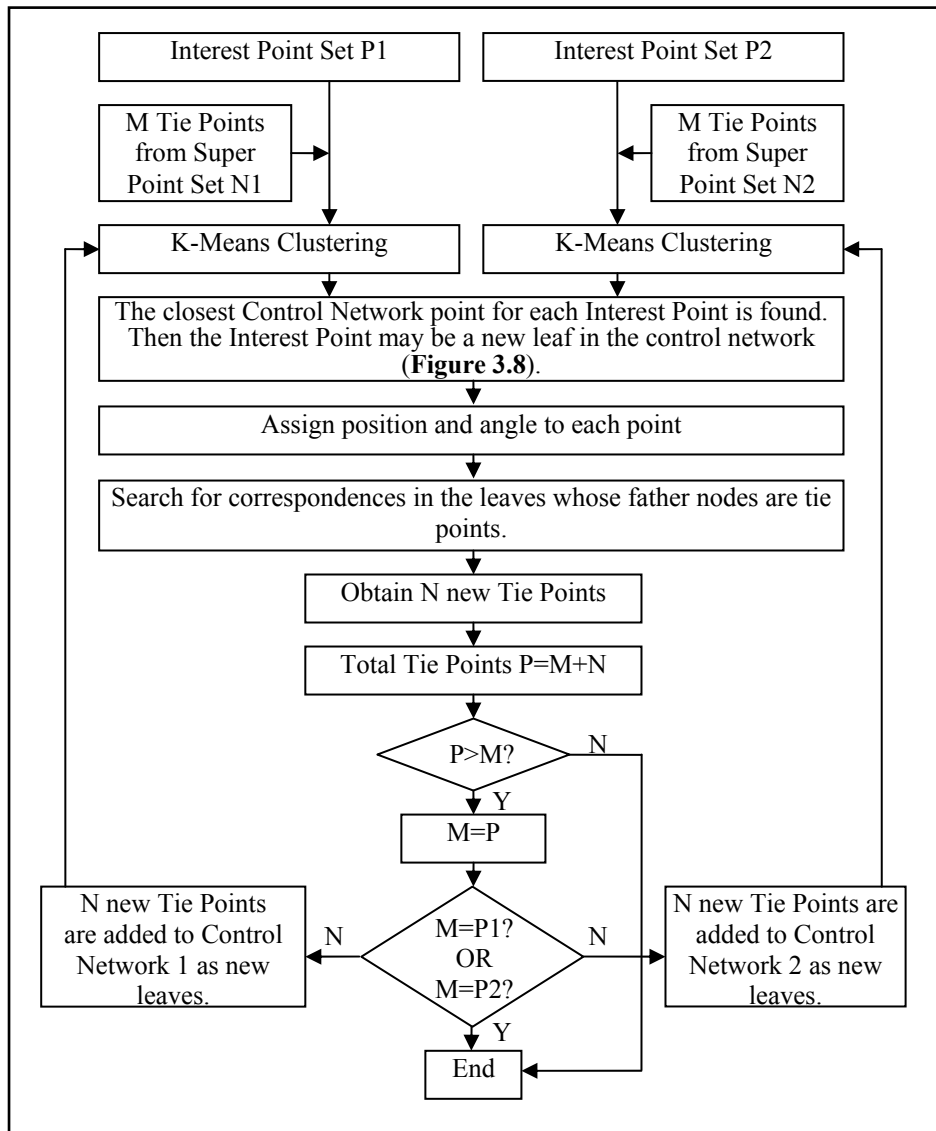 Interest Point Set P1
Interest Point Set P2
M Tie Points
from Super
Point Set N1
M Tie Points
from Super
Point Set N2
K-Means Clustering
K-Means Clustering
The closest Control Network point for each Interest Point is found.
Then the Interest Point may be a new leaf in the control network
(Figure 3.8).
Assign position and angle to each point
Search for correspondences in the leaves whose father nodes are tie
points.
Obtain N new Tie Points
Total Tie Points P=M+N
P>M?
N
Y
M=P
N new Tie Points
are added to Control
Network 1 as new
leaves.
N
M=P1?
OR
M=P2?
N
N new Tie Points are
added to Control
Network 2 as new
leaves.
Y
End